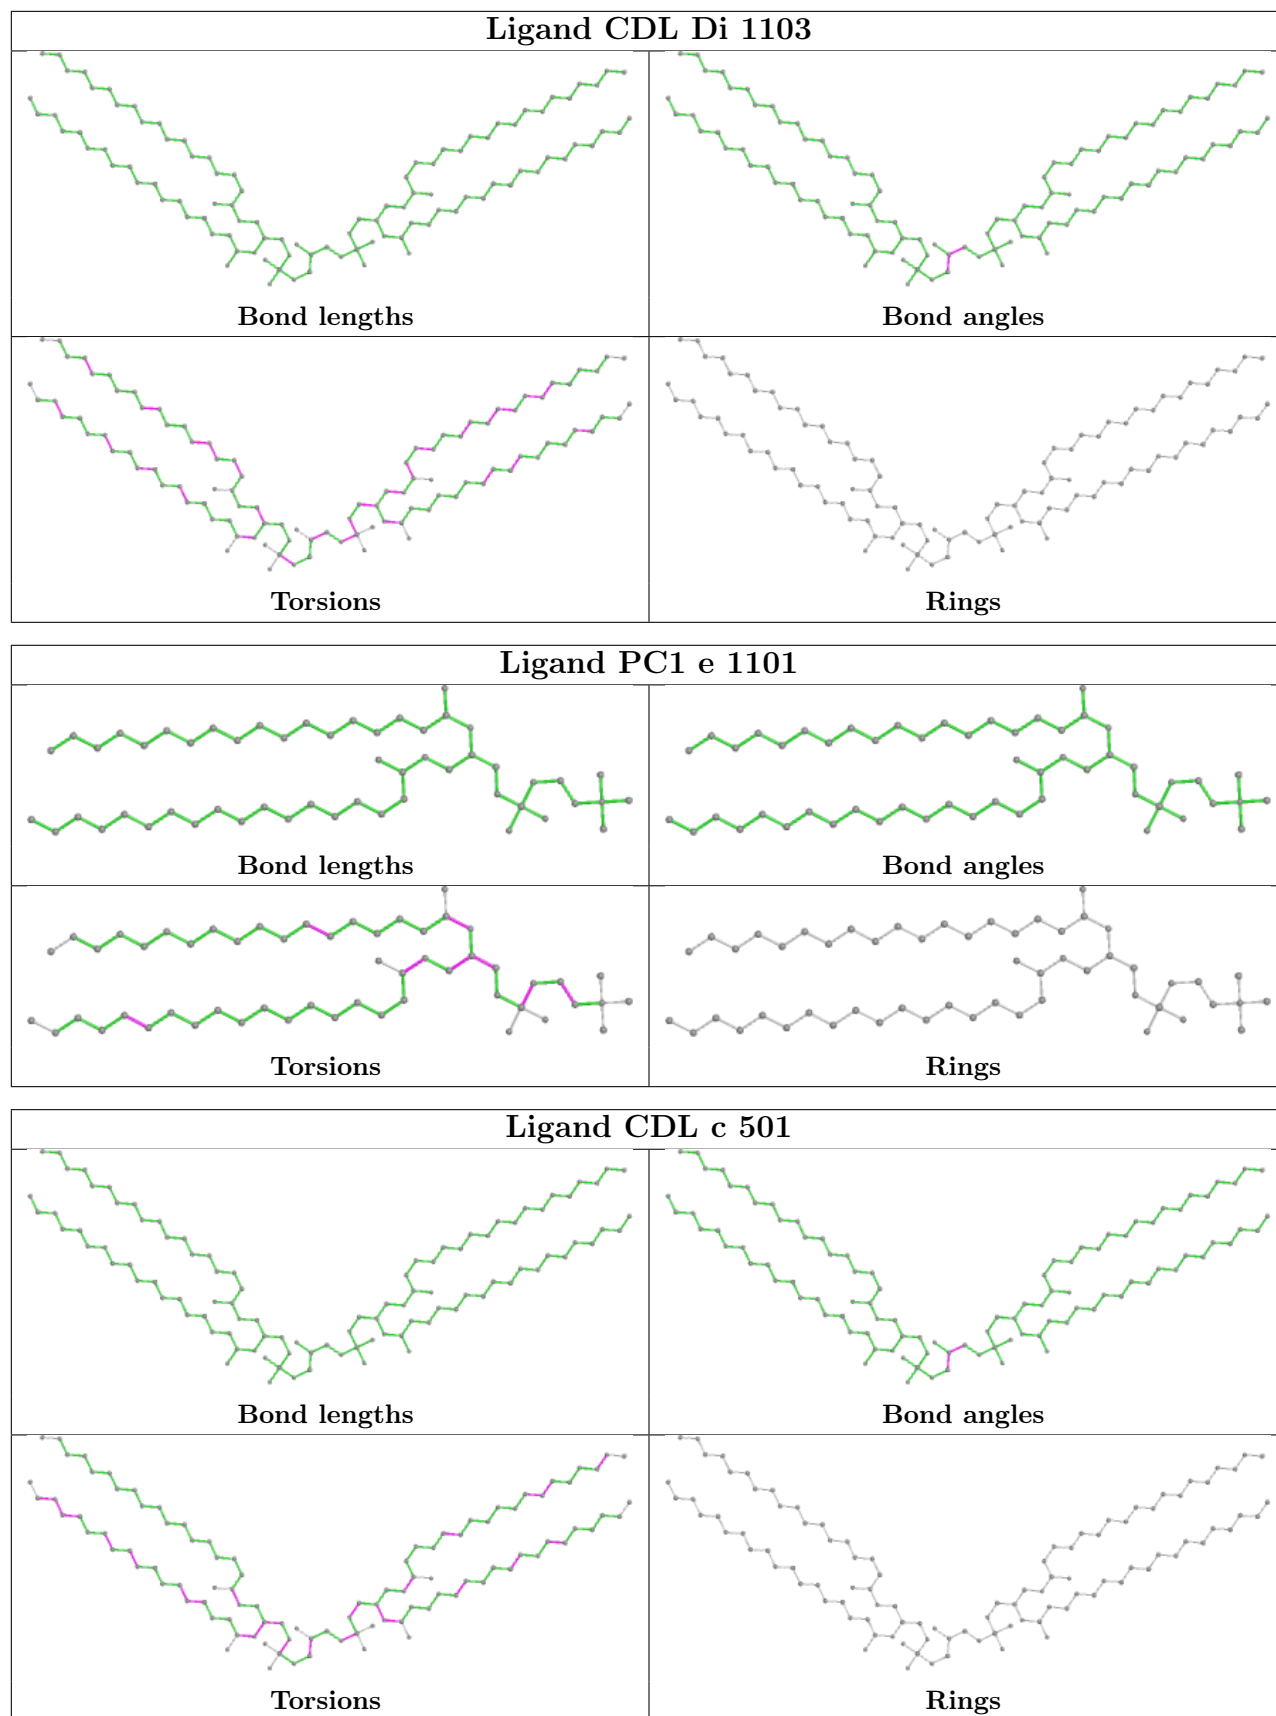 Ligand CDL Di 1103
Bond lengths
Bond angles
Torsions
Rings
Ligand PC1 e 1101
Bond lengths
Bond angles
Torsions
Rings
Ligand CDL c 501
Bond lengths
Bond angles
Torsions
Rings